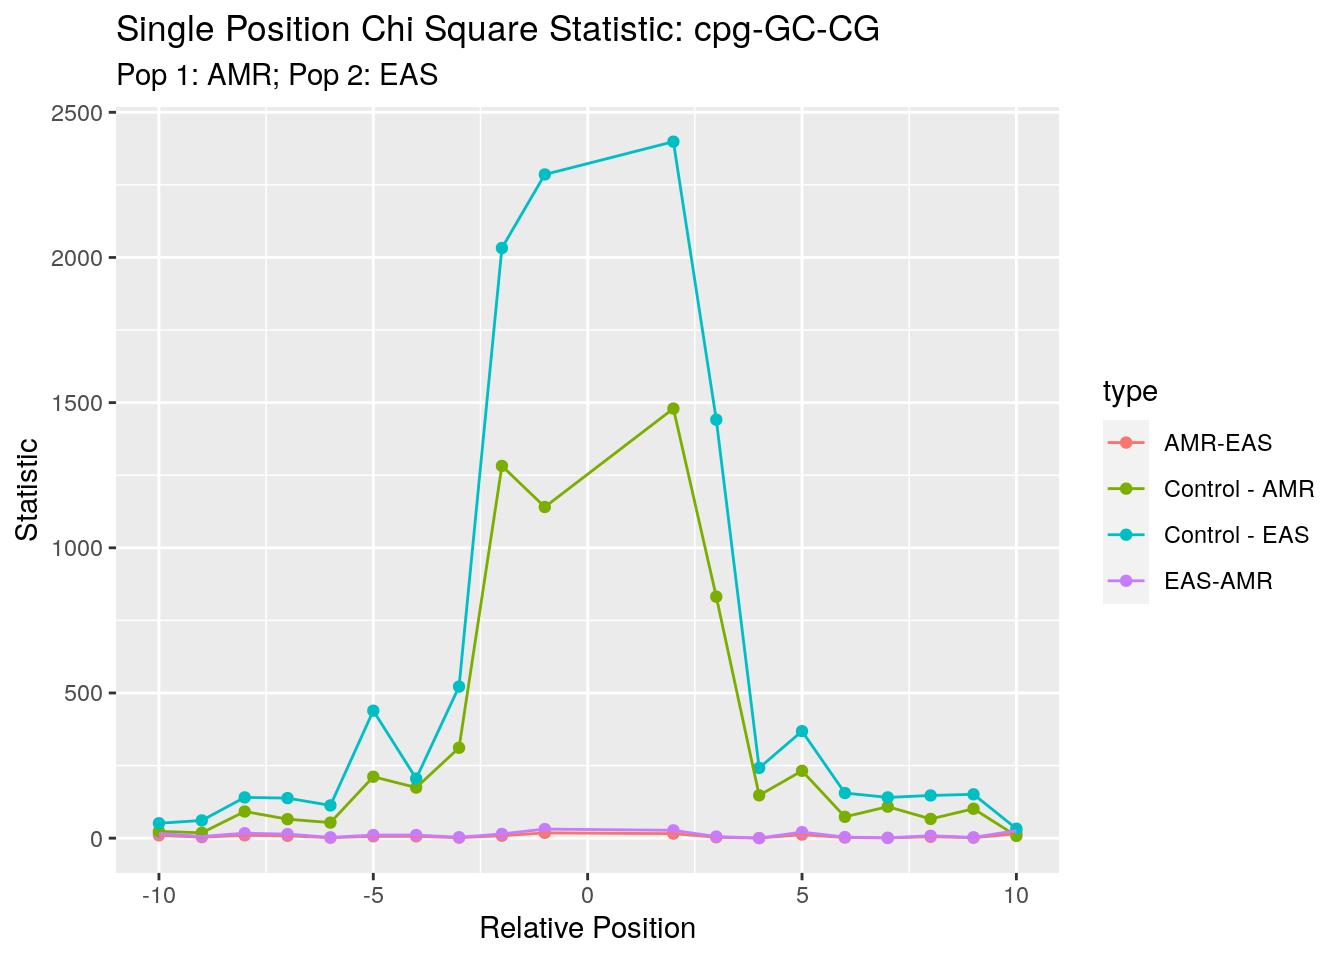 Single Position Chi Square Statistic: cpg-GC-CG
Pop 1: AMR; Pop 2: EAS
2500
2000
1500
1000
500
0
Statistic
-10
-5
0
5
10
Relative Position
type
AMR-EAS
Control - AMR
Control - EAS
EAS-AMR